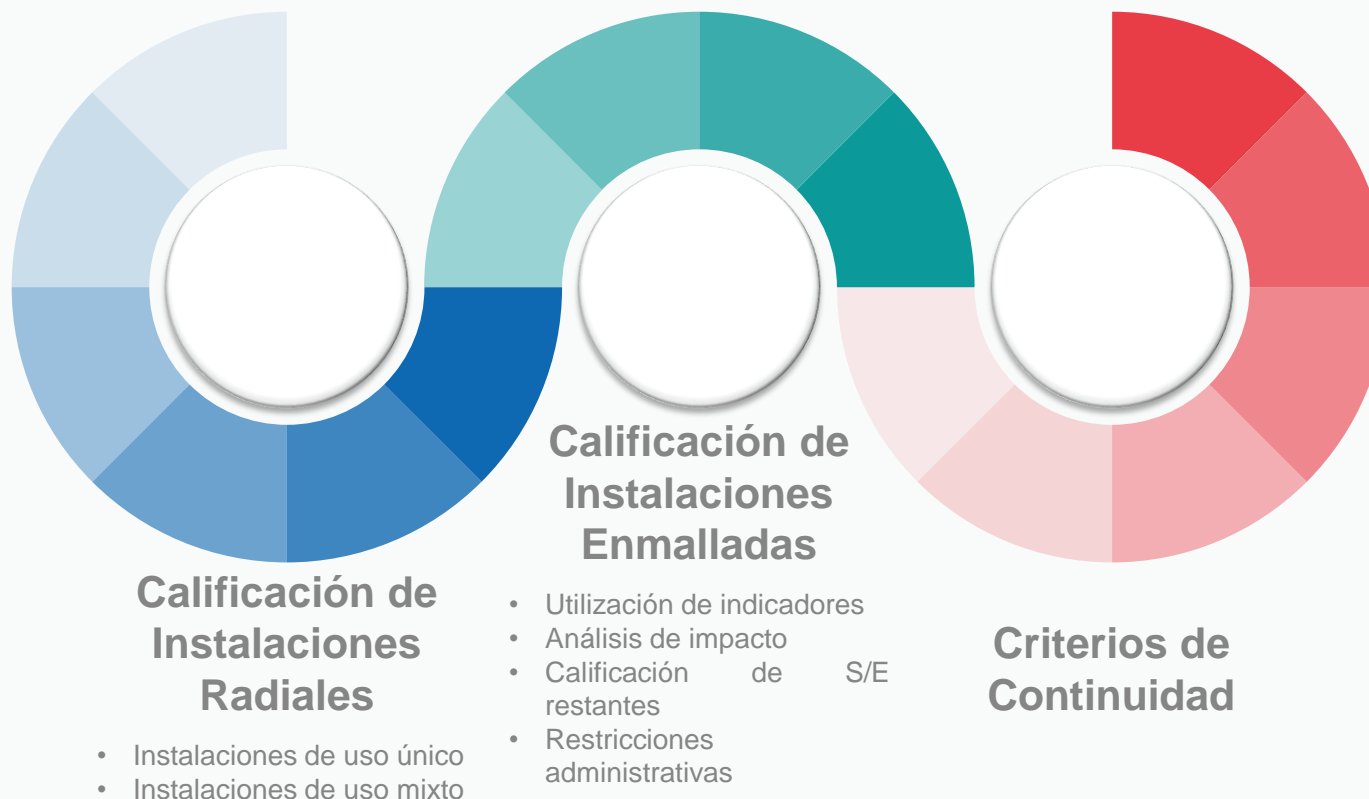 Calificación de
Instalaciones
Radiales
• Instalaciones de uso único
• Instalaciones de uso mixto
Calificación de
Instalaciones
Enmalladas
• Utilización de indicadores
• Análisis de impacto
• Calificación de S/E
restantes
• Restricciones
administrativas
Criterios de
Continuidad